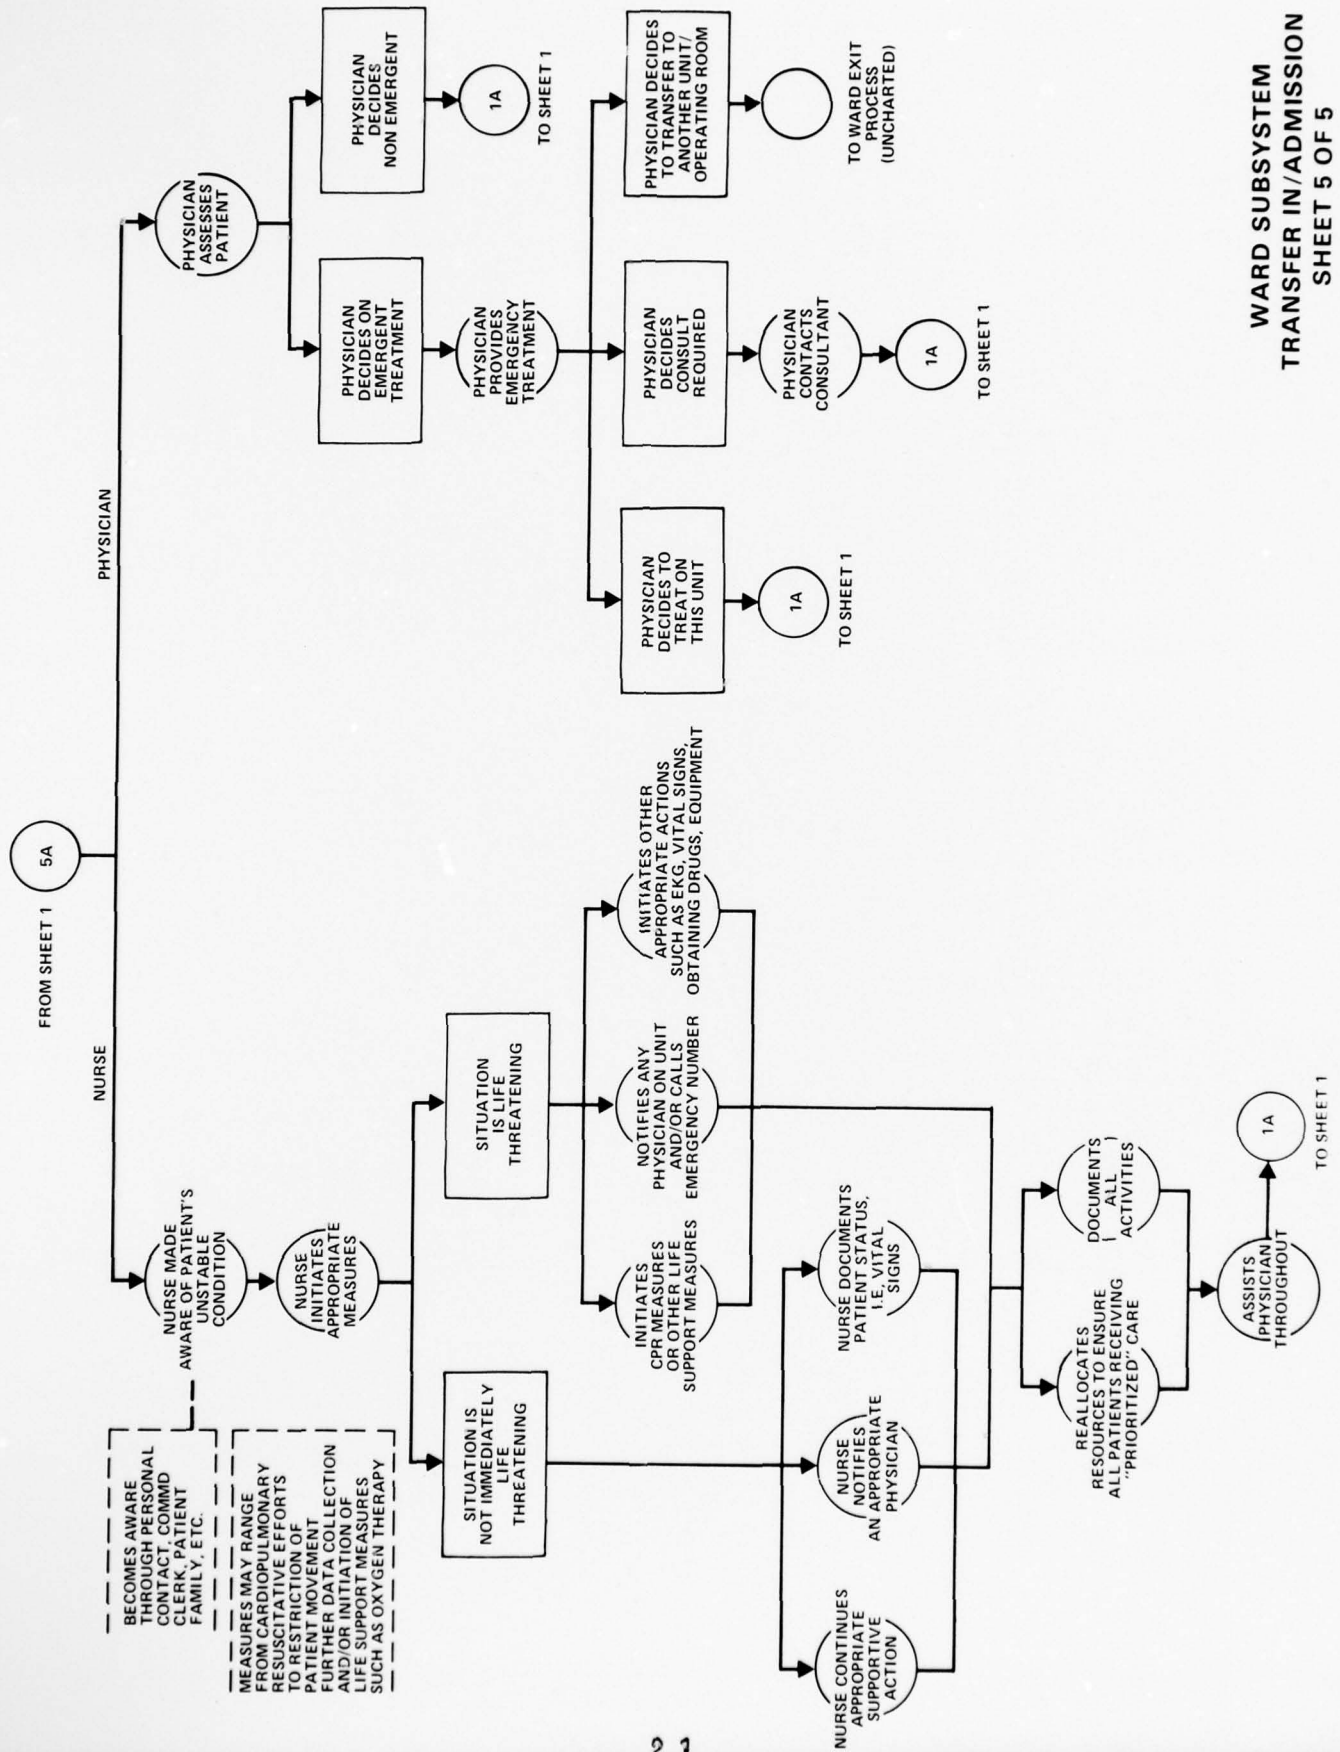 FROM SHEET 1
5A
NURSE
PHYSICIAN
BECOMES AWARE
THROUGH PERSONAL
CONTACT, COMMD
CLERK, PATIENT
FAMILY, ETC.
NURSE MADE
AWARE OF PATIENT'S
UNSTABLE
CONDITION
MEASURES MAY RANGE
FROM CARDIOPULMONARY
RESUSCITATIVE EFFORTS
TO RESTRICTION OF
PATIENT MOVEMENT
FURTHER DATA COLLECTION
AND/OR INITIATION OF
LIFE SUPPORT MEASURES
SUCH AS OXYGEN THERAPY
NURSE
INITIATES
APPROPRIATE
MEASURES
SITUATION IS
NOT IMMEDIATELY
LIFE
THREATENING
SITUATION
IS LIFE
THREATENING
INITIATES
CPR MEASURES
OR OTHER LIFE
SUPPORT MEASURES
NOTIFIES ANY
PHYSICIAN ON UNIT
AND/OR CALLS
EMERGENCY NUMBER
INITIATES OTHER
APPROPRIATE ACTIONS
SUCH AS EKG, VITAL SIGNS,
OBTAINING DRUGS, EQUIPMENT
NURSE CONTINUES
APPROPRIATE
SUPPORTIVE
ACTION
NURSE
NOTIFIES
AN APPROPRIATE
PHYSICIAN
NURSE DOCUMENTS
PATIENT STATUS,
I.E, VITAL
SIGNS
REALLOCATES
RESOURCES TO ENSURE
ALL PATIENTS RECEIVING
"PRIORITIZED" CARE
DOCUMENTS
ALL
ACTIVITIES
ASSISTS
PHYSICIAN
THROUGHOUT
1A
TO SHEET 1
PHYSICIAN
ASSESSES
PATIENT
PHYSICIAN
DECIDES ON
EMERGENT
TREATMENT
PHYSICIAN
DECIDES
NON EMERGENT
1A
TO SHEET 1
PHYSICIAN
PROVIDES
EMERGENCY
TREATMENT
PHYSICIAN
DECIDES TO
TREAT ON
THIS UNIT
1A
TO SHEET 1
PHYSICIAN
DECIDES
CONSULT
REQUIRED
PHYSICIAN
CONTACTS
CONSULTANT
1A
TO SHEET 1
PHYSICIAN DECIDES
TO TRANSFER TO
ANOTHER UNIT/
OPERATING ROOM
TO WARD EXIT
PROCESS
(UNCHARTED)
WARD SUBSYSTEM
TRANSFER IN/ADMISSION
SHEET 5 OF 5